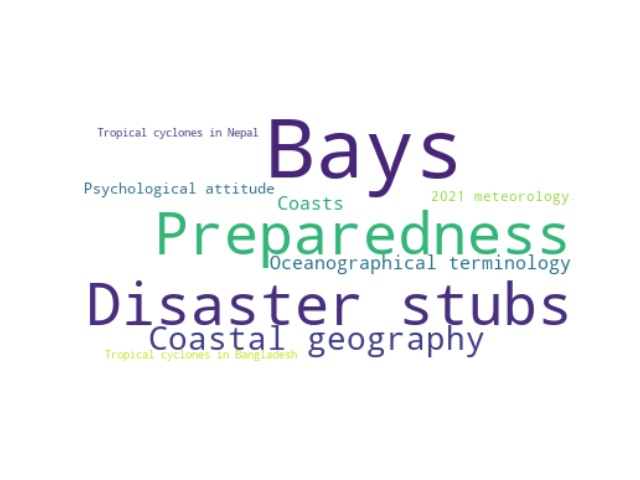 Bays
Tropical cyclones in Nepal
Psychological attitude
2021 meteorology
Coasts
Preparedness
Oceanographical terminology
Disaster stubs
Coastal geography
Tropical cyclones in Bangladesh